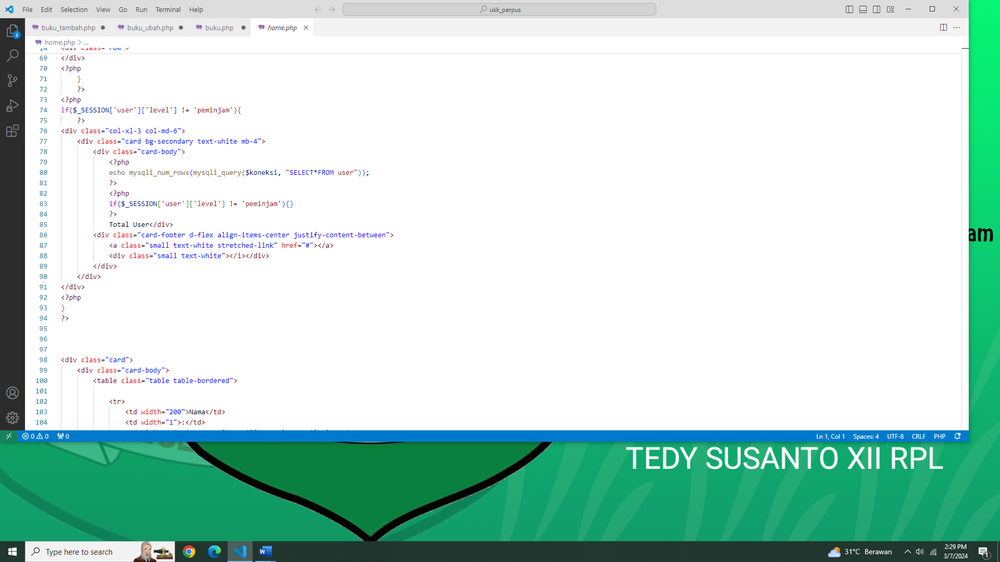 File Edit Selection View Go Run Terminal Help
ukk_perpus
buku_tambah.php buku_ubah.php buku.php home.php
home.php > ...
14 <div class="row">
69 </div>
70 <?php
71 }
72 ?>
73 <?php
74 if($_SESSION['user']['level'] != 'peminjam'){
75 ?>
76 <div class="col-xl-3 col-md-6">
77 <div class="card bg-secondary text-white mb-4">
78 <div class="card-body">
79 <?php
80 echo mysqli_num_rows(mysqli_query($koneksi, "SELECT*FROM user"));
81 ?>
82 <?php
83 if($_SESSION['user']['level'] != 'peminjam'){}
84 ?>
85 Total User</div>
86 <div class="card-footer d-flex align-items-center justify-content-between">
87 <a class="small text-white stretched-link" href="#"></a>
88 <div class="small text-white"></i></div>
89 </div>
90 </div>
91 </div>
92 <?php
93 }
94 ?>
95
96
97
98 <div class="card">
99 <div class="card-body">
100 <table class="table table-bordered">
101
102 <tr>
103 <td width="200">Nama</td>
104 <td width="1">:</td>
3
am
0 0 0
Ln 1, Col 1 Spaces: 4 UTF-8 CRLF PHP
TEDY SUSANTO XII RPL
Type here to search
31°C Berawan
2:29 PM
3/7/2024
1